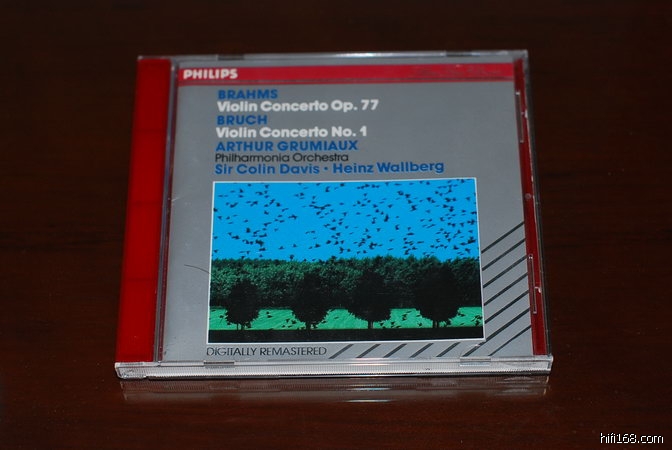 PHILIPS
BRAHMS
Violin Concerto Op. 77
BRUCH
Violin Concerto No. 1
ARTHUR GRUMIAUX
Philharmonia Orchestra
Sir Colin Davis · Heinz Wallberg
DIGITALLY REMASTERED
hifi168.com